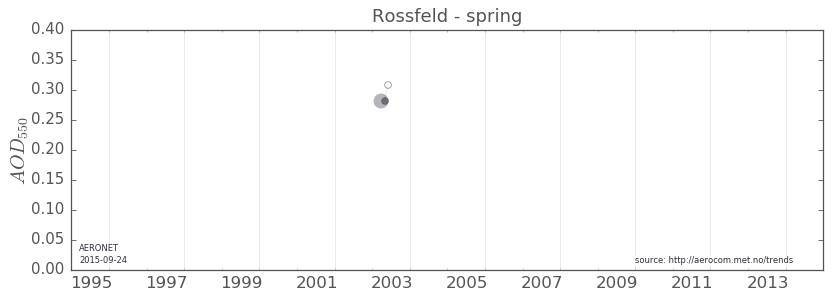 Rossfeld - spring
0.40
0.35
0.30
0.25
0.20
0.15
0.10
0.05
0.00
AOD550
AERONET
2015-09-24
source: http://aerocom.met.no/trends
1995 1997 1999 2001 2003 2005 2007 2009 2011 2013